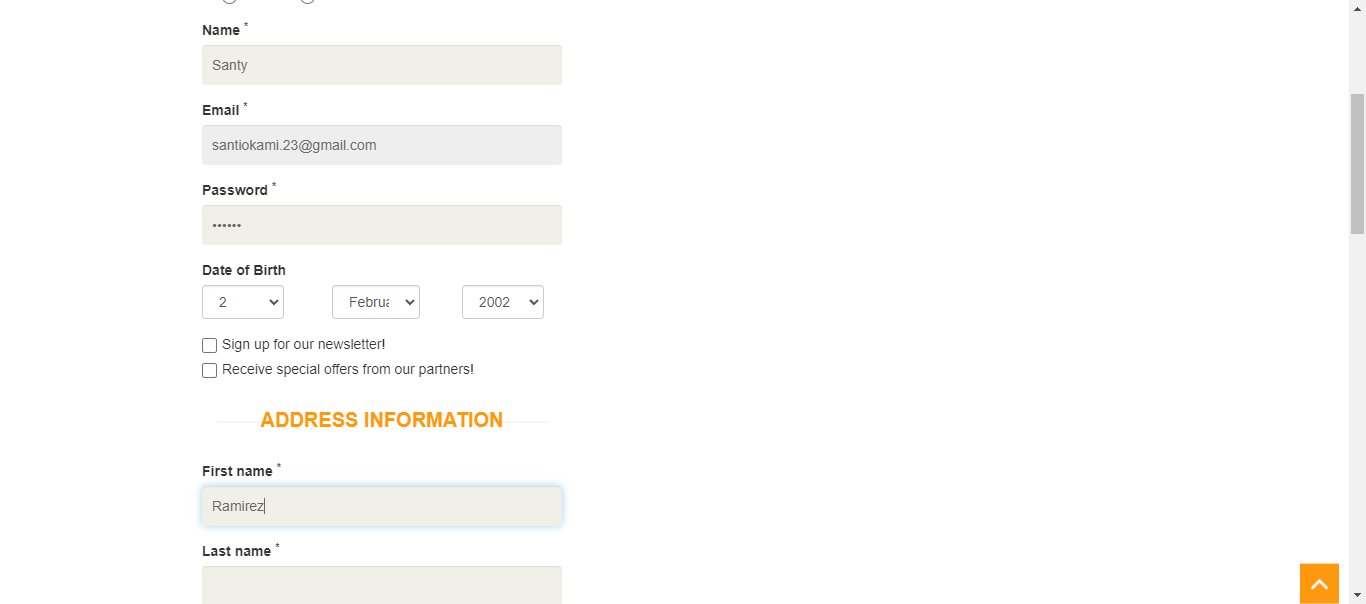 Name *
Santy
Email *
santiokami.23@gmail.com
Password *
••••••
Date of Birth
2 Februa 2002
Sign up for our newsletter!
Receive special offers from our partners!
ADDRESS INFORMATION
First name *
Ramirez
Last name *